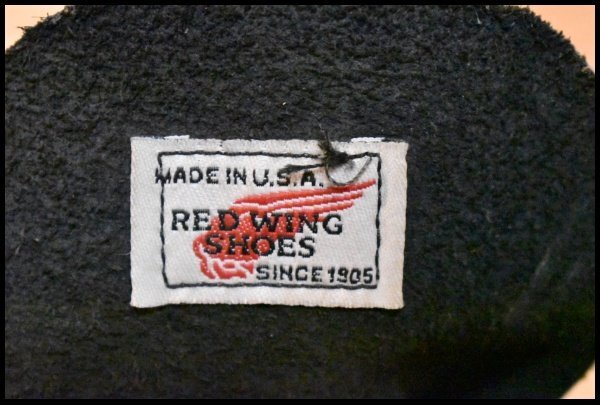 MADE IN U.S.A.
RED WING
SHOES
SINCE 1905